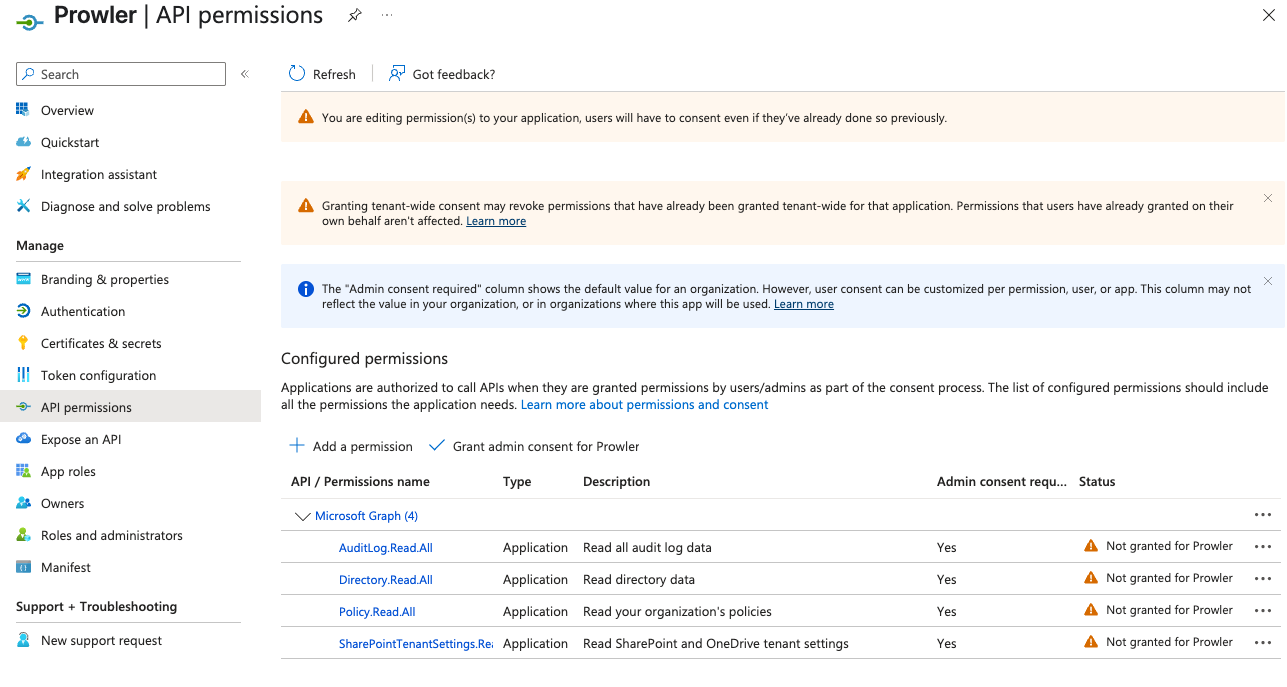 Prowler | API permissions
Search
Overview
Quickstart
Integration assistant
Diagnose and solve problems
Manage
Branding & properties
Authentication
Certificates & secrets
Token configuration
API permissions
Expose an API
App roles
Owners
Roles and administrators
Manifest
Support + Troubleshooting
New support request
Refresh
Got feedback?
You are editing permission(s) to your application, users will have to consent even if they've already done so previously.
Granting tenant-wide consent may revoke permissions that have already been granted tenant-wide for that application. Permissions that users have already granted on their
own behalf aren't affected. Learn more
The "Admin consent required" column shows the default value for an organization. However, user consent can be customized per permission, user, or app. This column may not
reflect the value in your organization, or in organizations where this app will be used. Learn more
Configured permissions
Applications are authorized to call APIs when they are granted permissions by users/admins as part of the consent process. The list of configured permissions should include
all the permissions the application needs. Learn more about permissions and consent
Add a permission Grant admin consent for Prowler
API / Permissions name Type Description Admin consent requ... Status
Microsoft Graph (4)
AuditLog.Read.All Application Read all audit log data Yes Not granted for Prowler
Directory.Read.All Application Read directory data Yes Not granted for Prowler
Policy.Read.All Application Read your organization's policies Yes Not granted for Prowler
SharePointTenantSettings.Rea Application Read SharePoint and OneDrive tenant settings Yes Not granted for Prowler